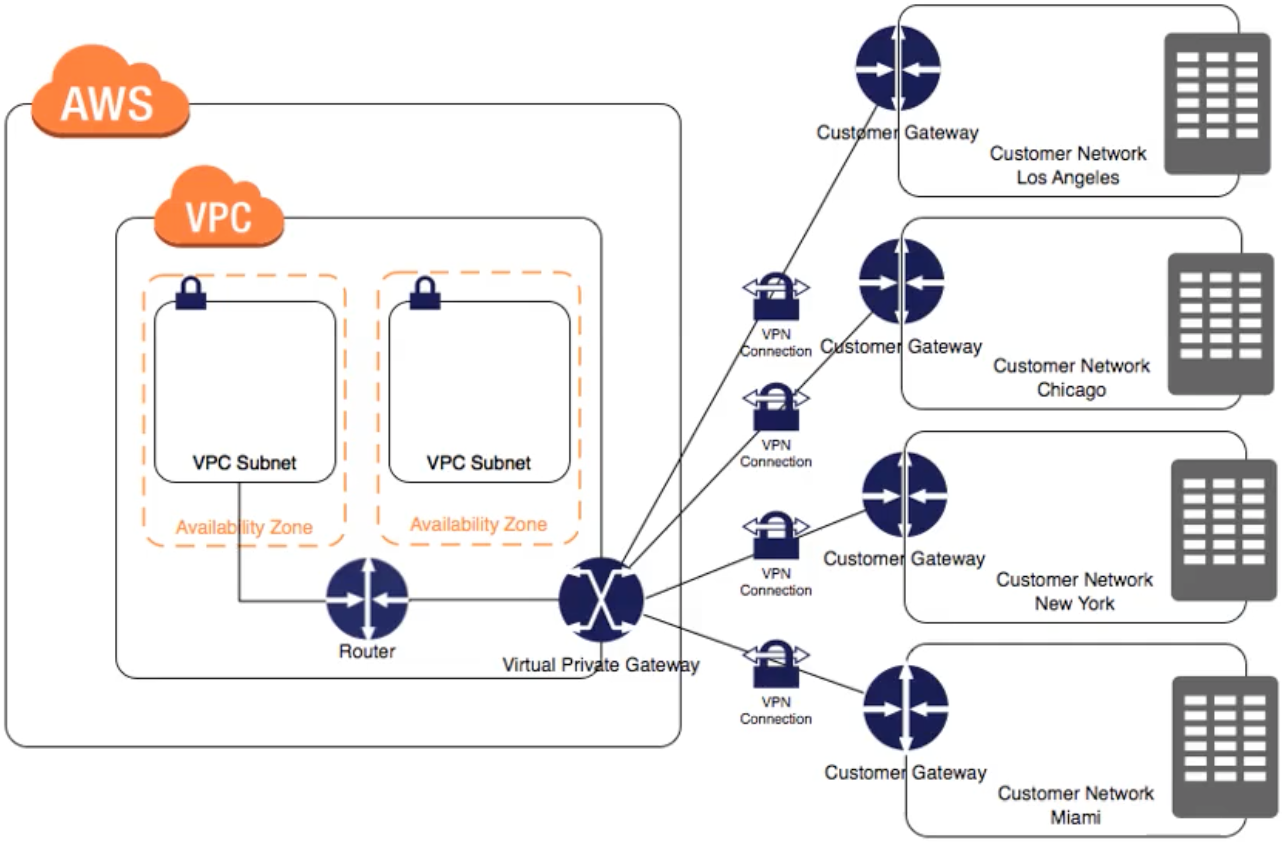 AWS
VPC
VPC Subnet
Availability Zone
VPC Subnet
Availability Zone
Router
Virtual Private Gateway
VPN
Connection
VPN
Connection
VPN
Connection
VPN
Connection
Customer Gateway
Customer Network
Los Angeles
Customer Gateway
Customer Network
Chicago
Customer Gateway
Customer Network
New York
Customer Gateway
Customer Network
Miami